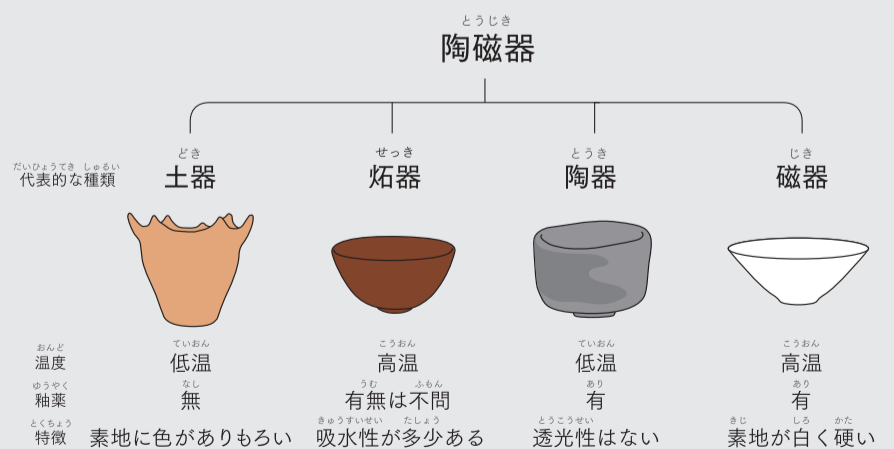 とうじき
陶磁器
どき せっき とうき じき
だいひょうてき しゅるい
代表的な種類 土器 炻器 陶器 磁器
おんど ていおん こうおん ていおん こうおん
温度 低温 高温 低温 高温
ゆうやく なし うむ ふもん あり あり
釉薬 無 有無は不問 有 有
とくちょう きゅうすいせい たしょう とうこうせい きじ しろ かた
特徴 素地に色がありもろい 吸水性が多少ある 透光性はない 素地が白く硬い